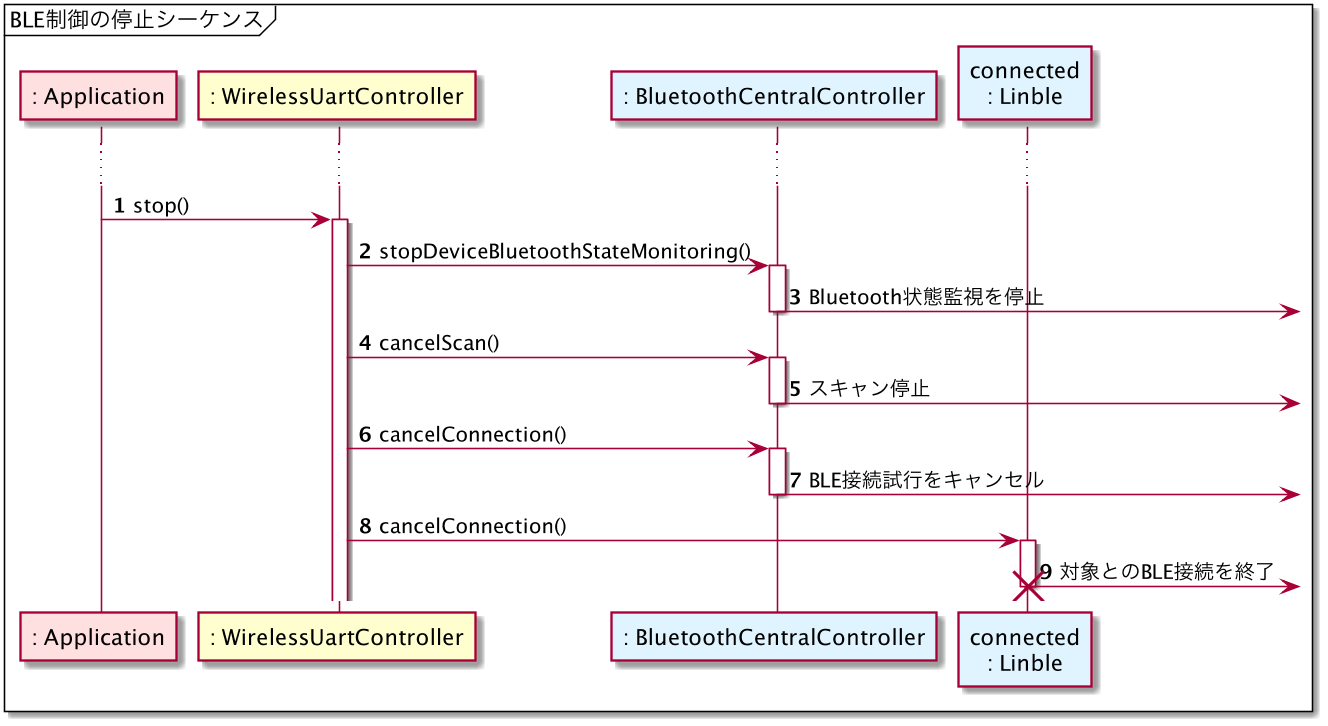 BLE制御の停止シーケンス
: Application
: WirelessUartController
: BluetoothCentralController
connected
: Linble
1 stop()
2 stopDeviceBluetoothStateMonitoring()
3 Bluetooth状態監視を停止
4 cancelScan()
5 スキャン停止
6 cancelConnection()
7 BLE接続試行をキャンセル
8 cancelConnection()
9 対象とのBLE接続を終了
: Application
: WirelessUartController
: BluetoothCentralController
connected
: Linble